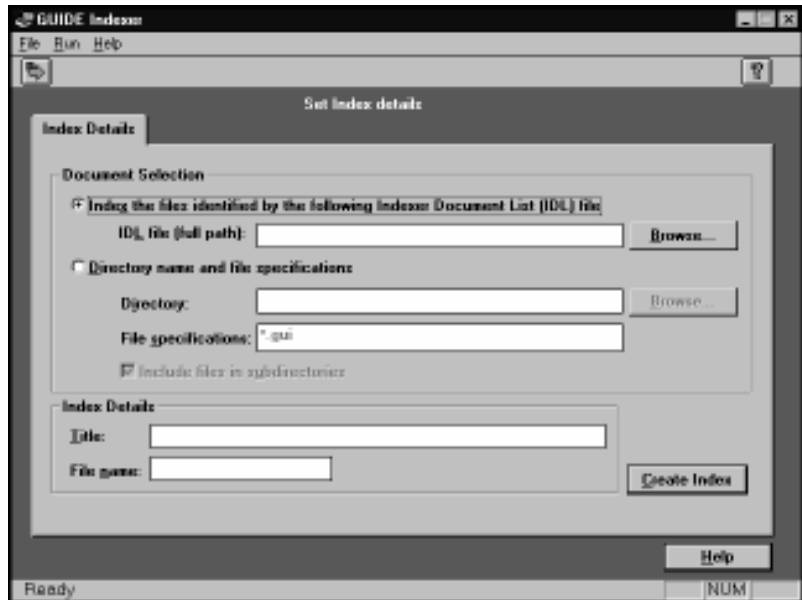 GUIDE Indexer
File Run Help
Set Index details
Index Details
Document Selection
Index the files identified by the following Indexer Document List (IDL) file
IDL file (full path): Browse...
Directory name and file specifications
Directory: Browse...
File specifications: *.gui
Include files in subdirectories
Index Details
Title:
File name:
Create Index
Help
Ready NUM